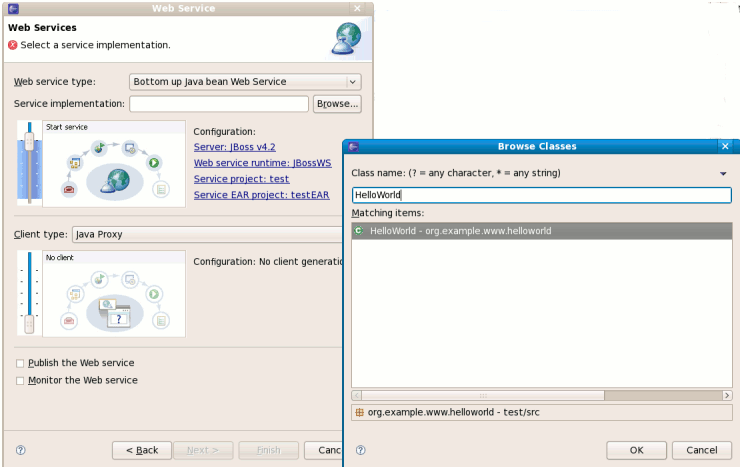 Web Service
Web Services
Select a service implementation.
Web service type: Bottom up Java bean Web Service
Service implementation: Browse...
Start service
Configuration:
Server: JBoss v4.2
Web service runtime: JBossWS
Service project: test
Service EAR project: testEAR
Client type: Java Proxy
No client
Configuration: No client generatio
Publish the Web service
Monitor the Web service
< Back Next > Finish Canc
Browse Classes
Class name: (? = any character, * = any string)
HelloWorld
Matching items:
HelloWorld - org.example.www.helloworld
org.example.www.helloworld - test/src
OK Cancel